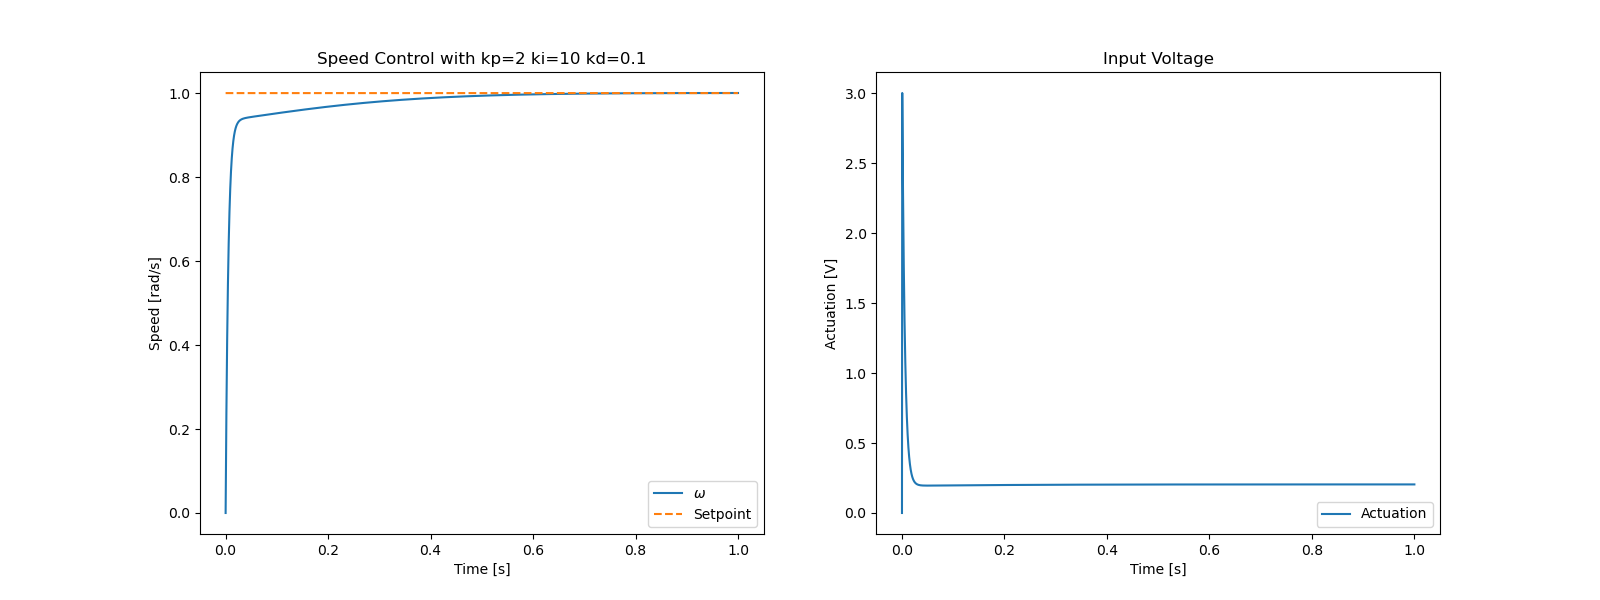 Speed Control with kp=2 ki=10 kd=0.1
Speed [rad/s]
1.0
0.8
0.6
0.4
0.2
0.0
0.0 0.2 0.4 0.6 0.8 1.0
Time [s]
ω
Setpoint
Input Voltage
Actuation [V]
3.0
2.5
2.0
1.5
1.0
0.5
0.0
0.0 0.2 0.4 0.6 0.8 1.0
Time [s]
Actuation